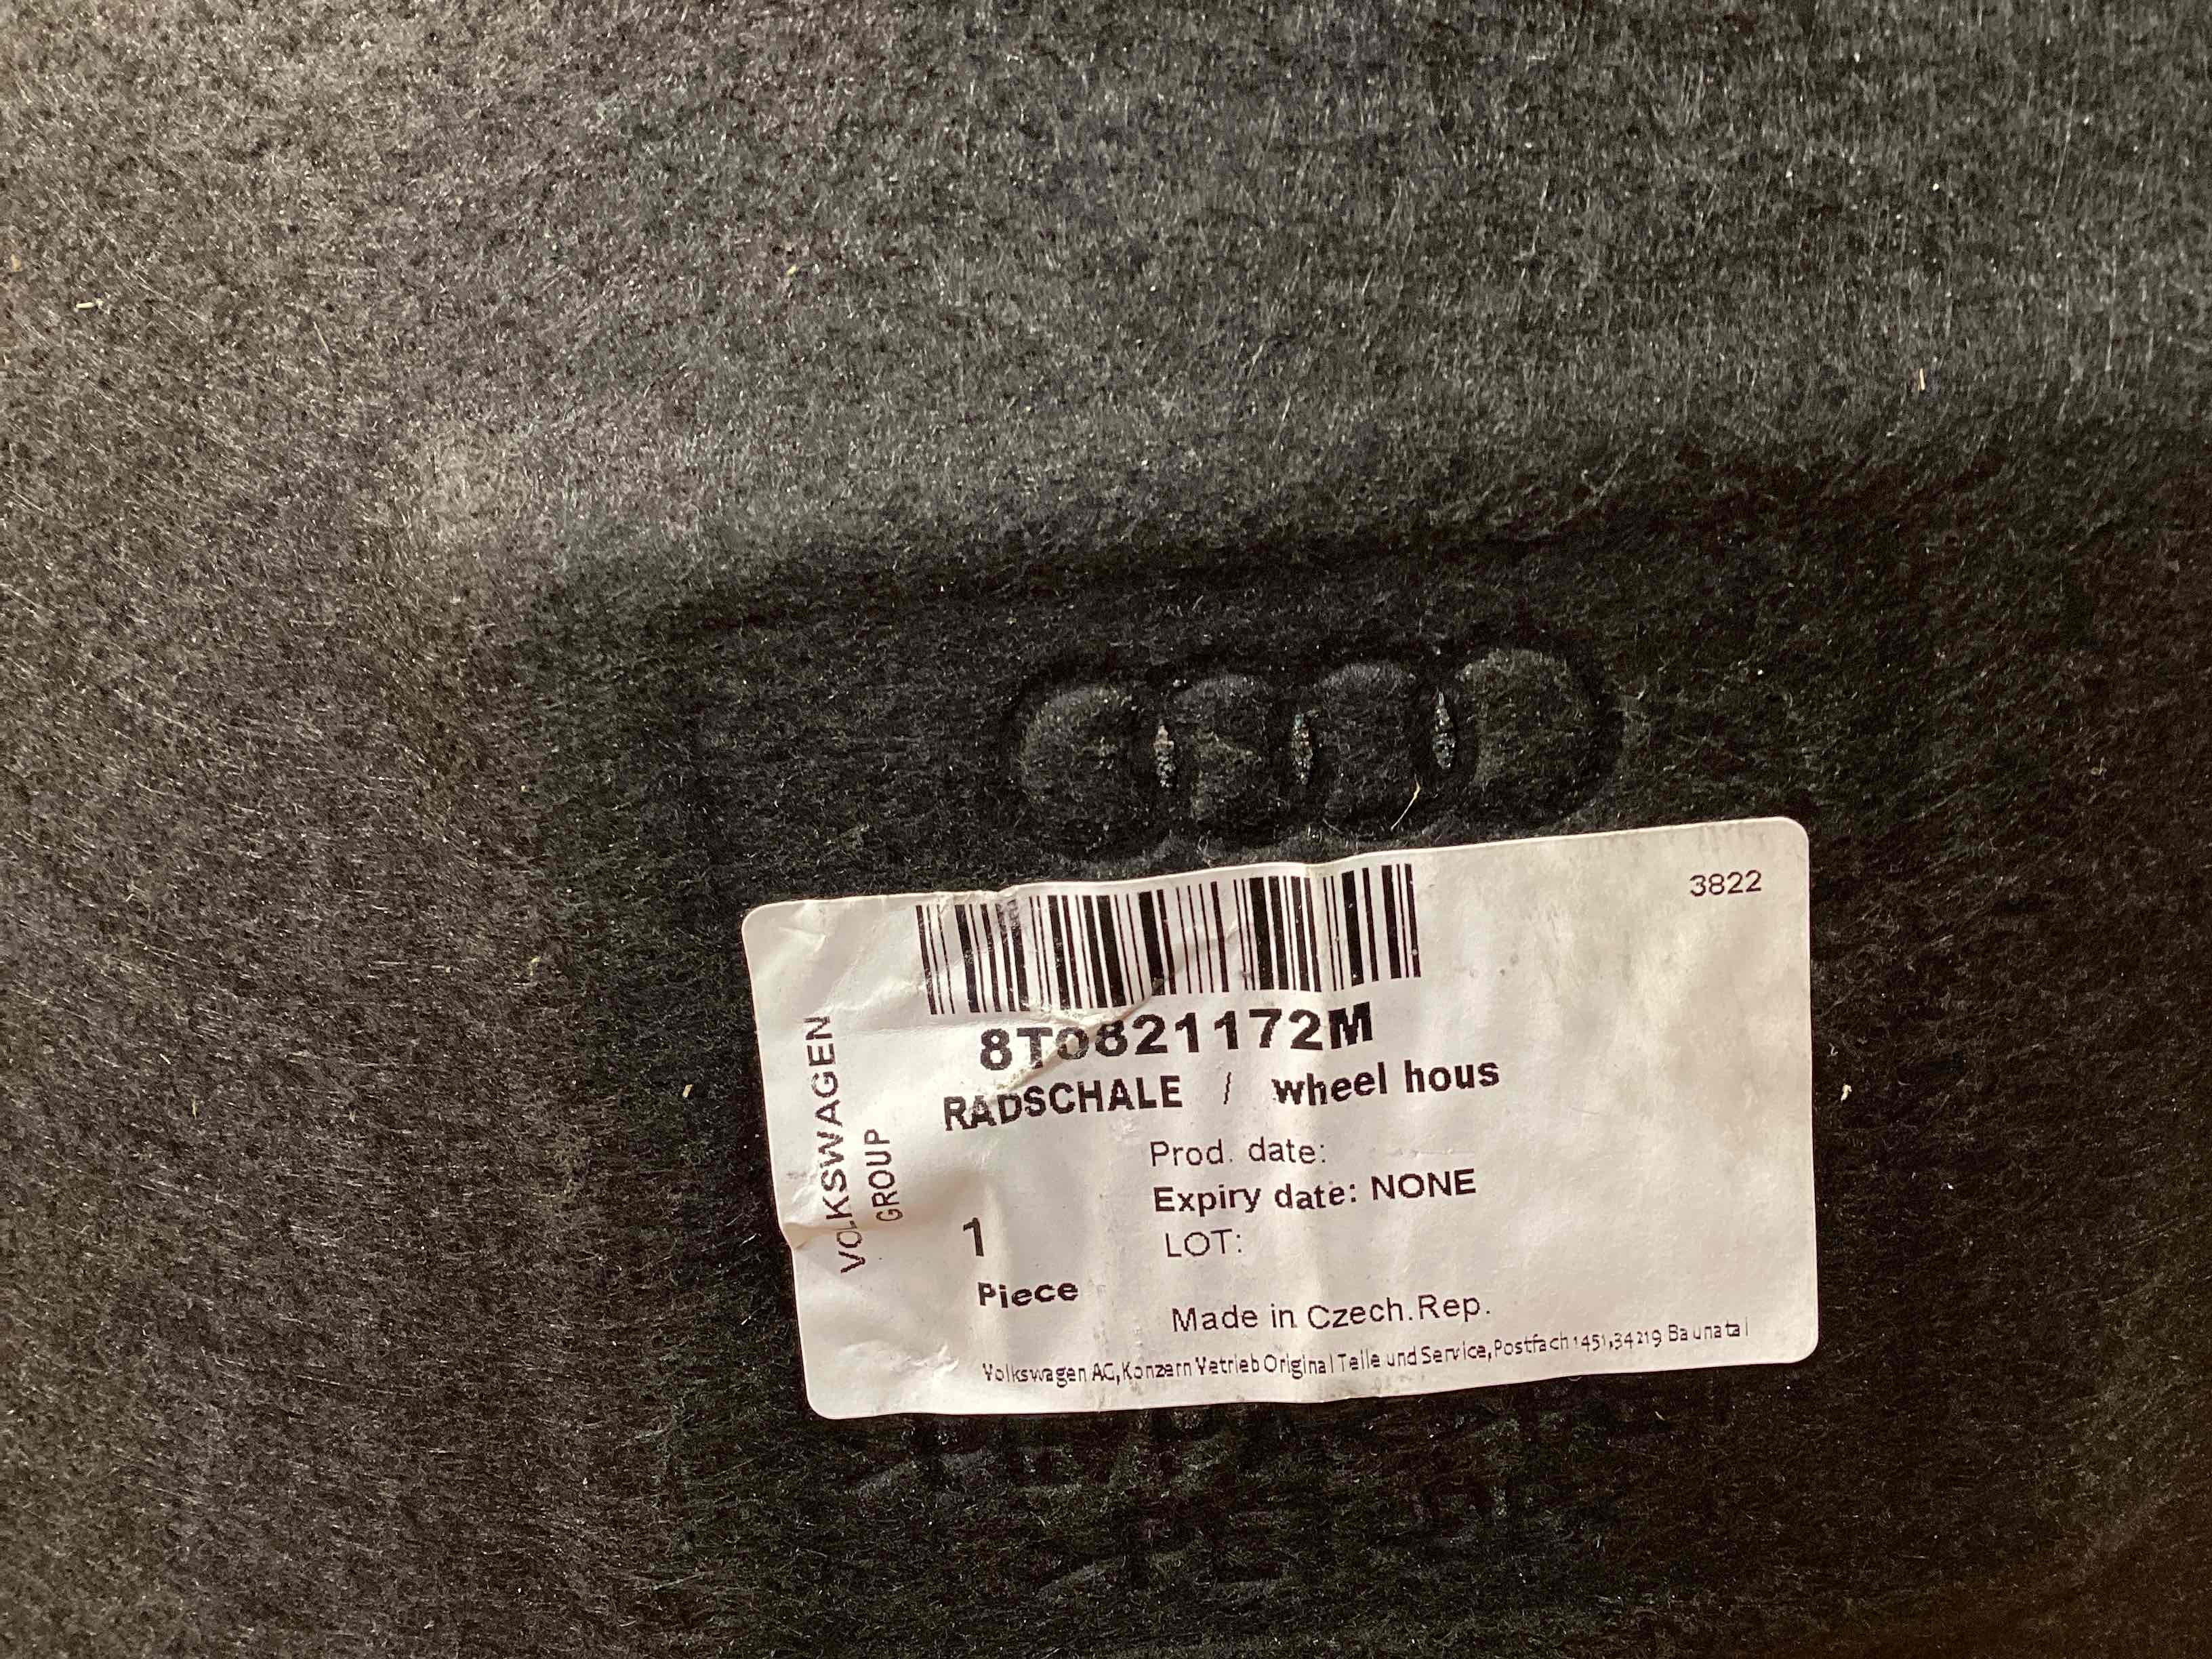 3822
8T0821172M
RADSCHALE / wheel hous
VOLKSWAGEN
GROUP
Prod. date:
Expiry date: NONE
1
LOT:
Piece
Made in Czech.Rep.
Volkswagen AG,Konzern Vetrieb Original Teile und Service,Postfach 1451,34219 Baunatal